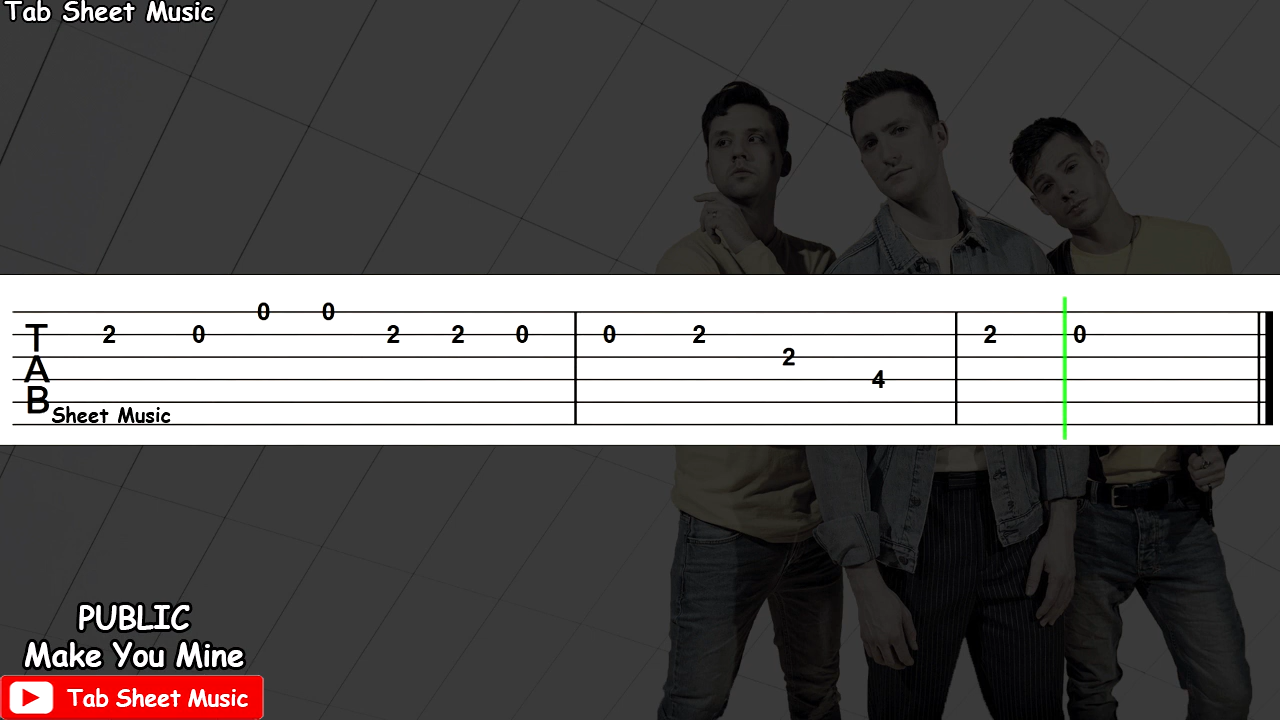 Tab Sheet Music
0 0
T 2 0 2 2 0 0 2 2 0
A 2
4
B Sheet Music
PUBLIC
Make You Mine
Tab Sheet Music